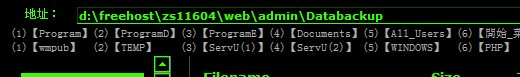 地址： d:\freehost\zs11604\web\admin\Databackup
(1)【Program】 (2)【ProgramD】 (3)【ProgramE】 (4)【Documents】 (5)【All_Users】 (6)【開始_
(1)【wmpub】 (2)【TEMP】 (3)【ServU(1)】 (4)【ServU(2)】 (5)【WINDOWS】 (6)【PHP】
Filename Size